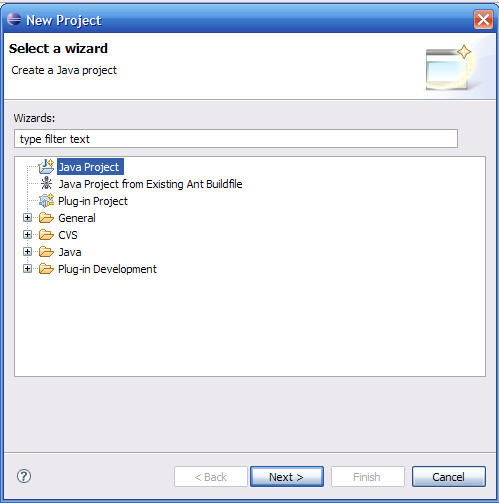 New Project
Select a wizard
Create a Java project
Wizards:
type filter text
Java Project
Java Project from Existing Ant Buildfile
Plug-in Project
General
CVS
Java
Plug-in Development
< Back
Next >
Finish
Cancel